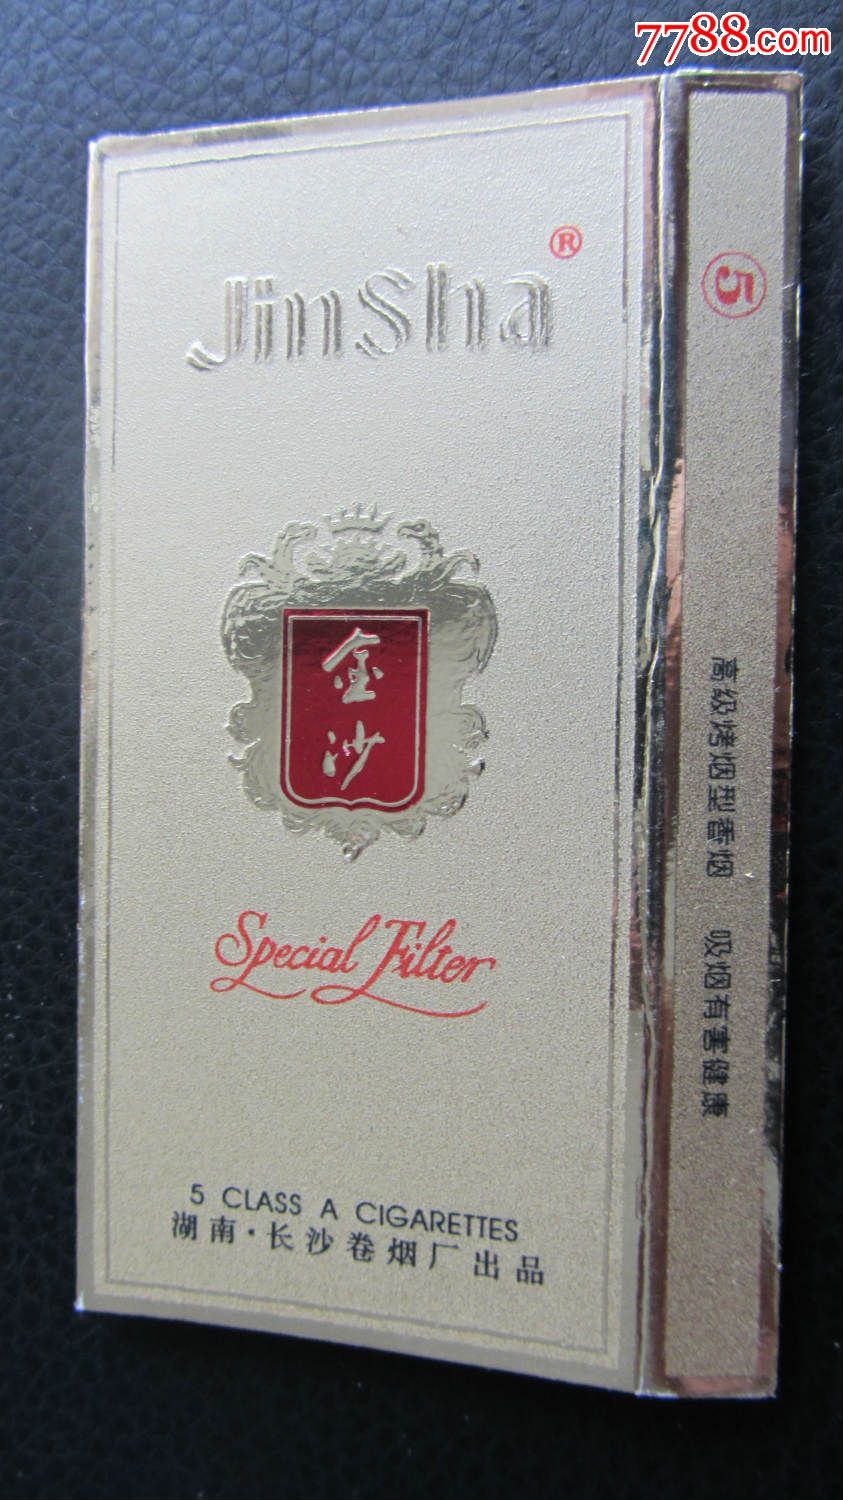 7788.com
JinSha®
金沙
Special Filter
5 CLASS A CIGARETTES
湖南·长沙卷烟厂出品
5
高级烤烟型香烟 吸烟有害健康